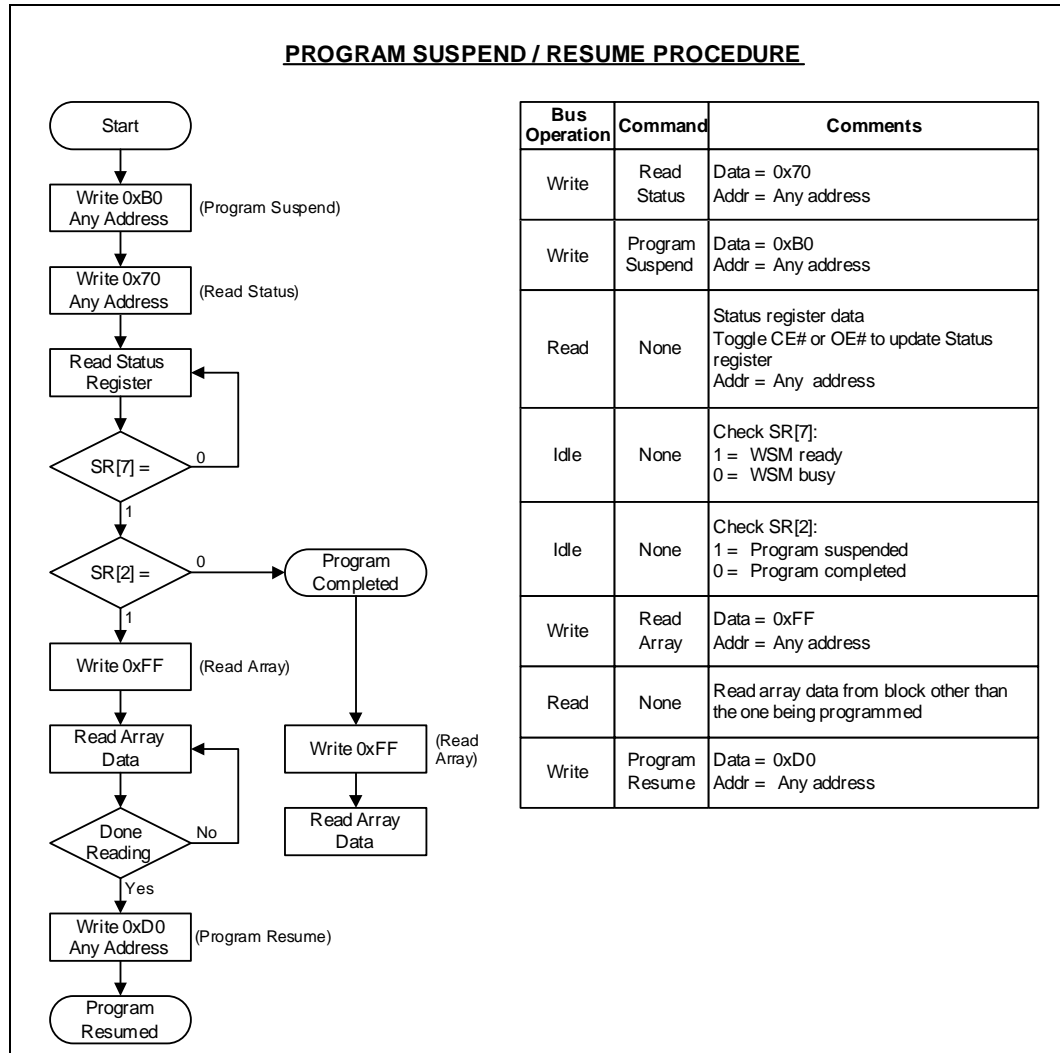 PROGRAM SUSPEND / RESUME PROCEDURE
Start
Write 0xB0
Any Address
(Program Suspend)
Write 0x70
Any Address
(Read Status)
Read Status
Register
SR[7] =
0
1
SR[2] =
0
1
Program
Completed
Write 0xFF
(Read Array)
Read Array
Data
Done
Reading
No
Yes
Write 0xD0
Any Address
(Program Resume)
Program
Resumed
Write 0xFF
(Read
Array)
Read Array
Data
Bus
Operation
Command
Comments
Write
Read
Status
Data = 0x70
Addr = Any address
Write
Program
Suspend
Data = 0xB0
Addr = Any address
Read
None
Status register data
Toggle CE# or OE# to update Status
register
Addr = Any address
Idle
None
Check SR[7]:
1 = WSM ready
0 = WSM busy
Idle
None
Check SR[2]:
1 = Program suspended
0 = Program completed
Write
Read
Array
Data = 0xFF
Addr = Any address
Read
None
Read array data from block other than
the one being programmed
Write
Program
Resume
Data = 0xD0
Addr = Any address